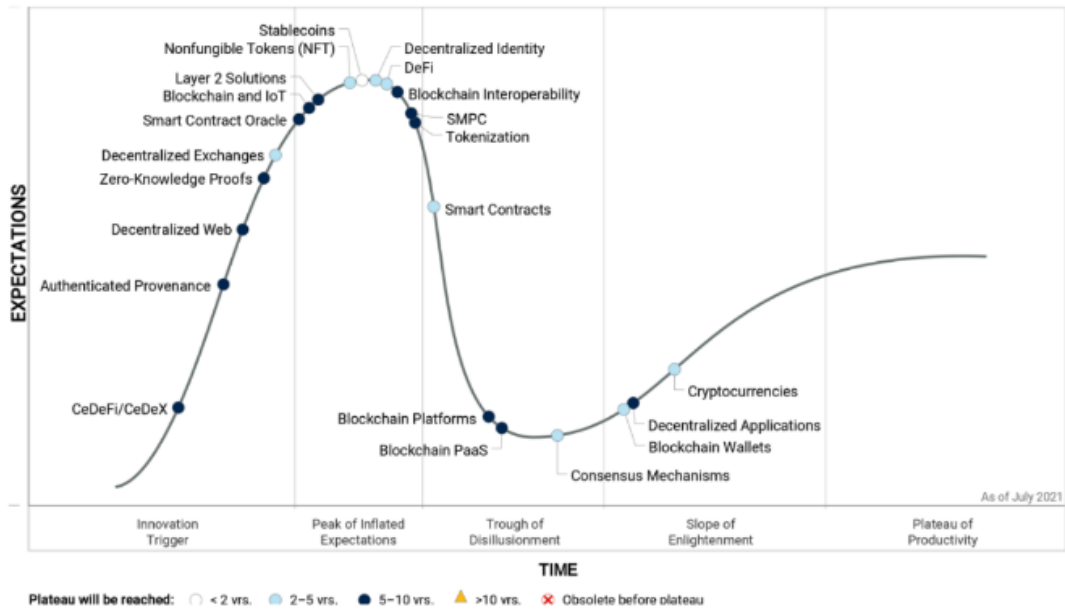 Stablecoins
Nonfungible Tokens (NFT)
Decentralized Identity
DeFi
Layer 2 Solutions
Blockchain and IoT
Blockchain Interoperability
Smart Contract Oracle
SMPC
Tokenization
Decentralized Exchanges
Zero-Knowledge Proofs
Smart Contracts
Decentralized Web
Authenticated Provenance
EXPECTATIONS
CeDeFi/CeDeX
Cryptocurrencies
Blockchain Platforms
Decentralized Applications
Blockchain PaaS
Blockchain Wallets
Consensus Mechanisms
As of July 2021
Innovation
Trigger
Peak of Inflated
Expectations
Trough of
Disillusionment
Slope of
Enlightenment
Plateau of
Productivity
TIME
Plateau will be reached: < 2 yrs. 2–5 yrs. 5–10 yrs. >10 yrs. Obsolete before plateau